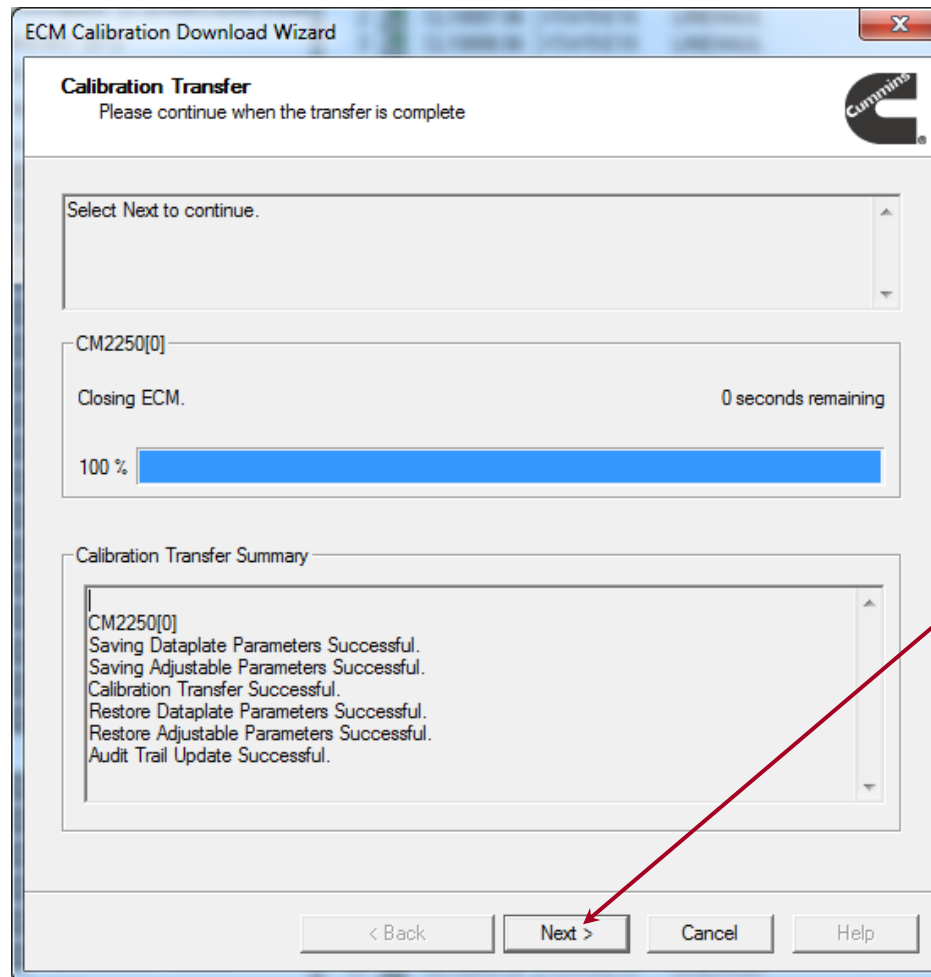 ECM Calibration Download Wizard
Calibration Transfer
Please continue when the transfer is complete
Cummins
Select Next to continue.
CM2250[0]
Closing ECM. 0 seconds remaining
100 %
Calibration Transfer Summary
CM2250[0]
Saving Dataplate Parameters Successful.
Saving Adjustable Parameters Successful.
Calibration Transfer Successful.
Restore Dataplate Parameters Successful.
Restore Adjustable Parameters Successful.
Audit Trail Update Successful.
< Back Next > Cancel Help